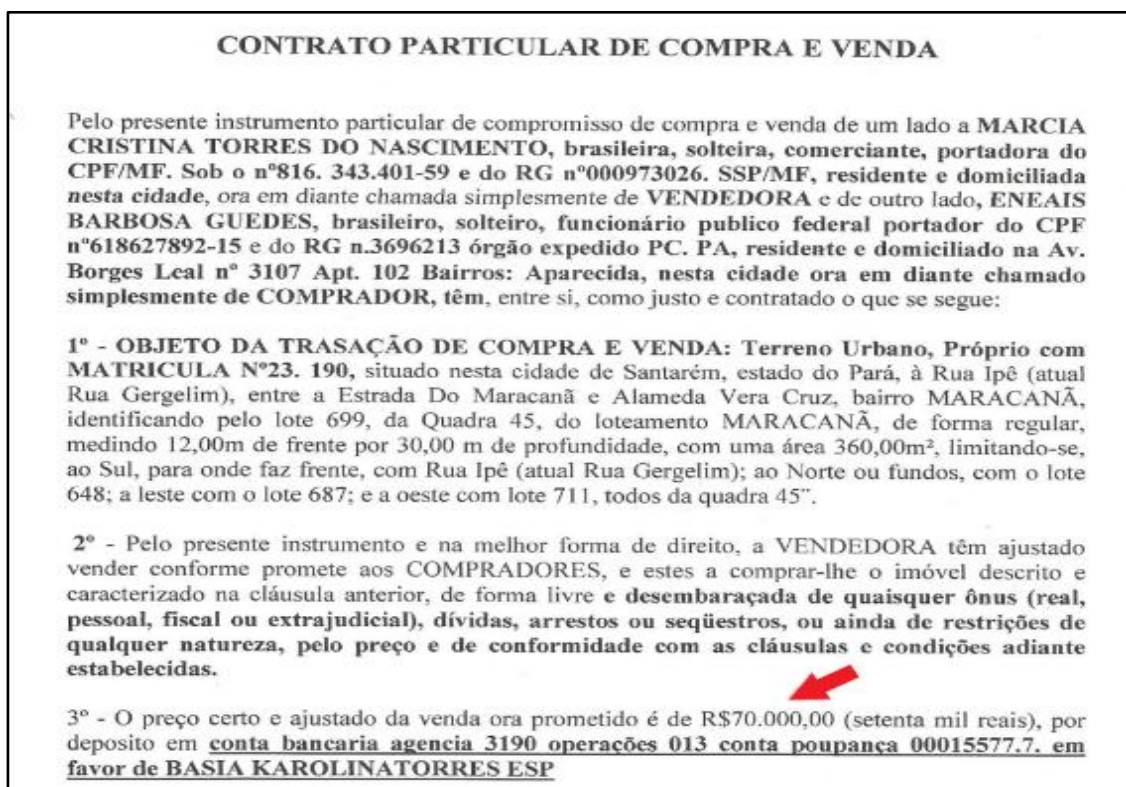 CONTRATO PARTICULAR DE COMPRA E VENDA
Pelo presente instrumento particular de compromisso de compra e venda de um lado a MARCIA
CRISTINA TORRES DO NASCIMENTO, brasileira, solteira, comerciante, portadora do
CPF/MF. Sob o nº816. 343.401-59 e do RG nº000973026. SSP/MF, residente e domiciliada
nesta cidade, ora em diante chamada simplesmente de VENDEDORA e de outro lado, ENEAIS
BARBOSA GUEDES, brasileiro, solteiro, funcionário publico federal portador do CPF
nº618627892-15 e do RG n.3696213 órgão expedido PC. PA, residente e domiciliado na Av.
Borges Leal nº 3107 Apt. 102 Bairros: Aparecida, nesta cidade ora em diante chamado
simplesmente de COMPRADOR, têm, entre si, como justo e contratado o que se segue:
1º - OBJETO DA TRASAÇÃO DE COMPRA E VENDA: Terreno Urbano, Próprio com
MATRICULA Nº23. 190, situado nesta cidade de Santarém, estado do Pará, à Rua Ipê (atual
Rua Gergelim), entre a Estrada Do Maracanã e Alameda Vera Cruz, bairro MARACANÃ,
identificando pelo lote 699, da Quadra 45, do loteamento MARACANÃ, de forma regular,
medindo 12,00m de frente por 30,00 m de profundidade, com uma área 360,00m², limitando-se,
ao Sul, para onde faz frente, com Rua Ipê (atual Rua Gergelim); ao Norte ou fundos, com o lote
648; a leste com o lote 687; e a oeste com lote 711, todos da quadra 45".
2º - Pelo presente instrumento e na melhor forma de direito, a VENDEDORA têm ajustado
vender conforme promete aos COMPRADORES, e estes a comprar-lhe o imóvel descrito e
caracterizado na cláusula anterior, de forma livre e desembaraçada de quaisquer ônus (real,
pessoal, fiscal ou extrajudicial), dívidas, arrestos ou seqüestros, ou ainda de restrições de
qualquer natureza, pelo preço e de conformidade com as cláusulas e condições adiante
estabelecidas.
3º - O preço certo e ajustado da venda ora prometido é de R$70.000,00 (setenta mil reais), por
deposito em conta bancaria agencia 3190 operações 013 conta poupança 00015577.7. em
favor de BASIA KAROLINATORRES ESP